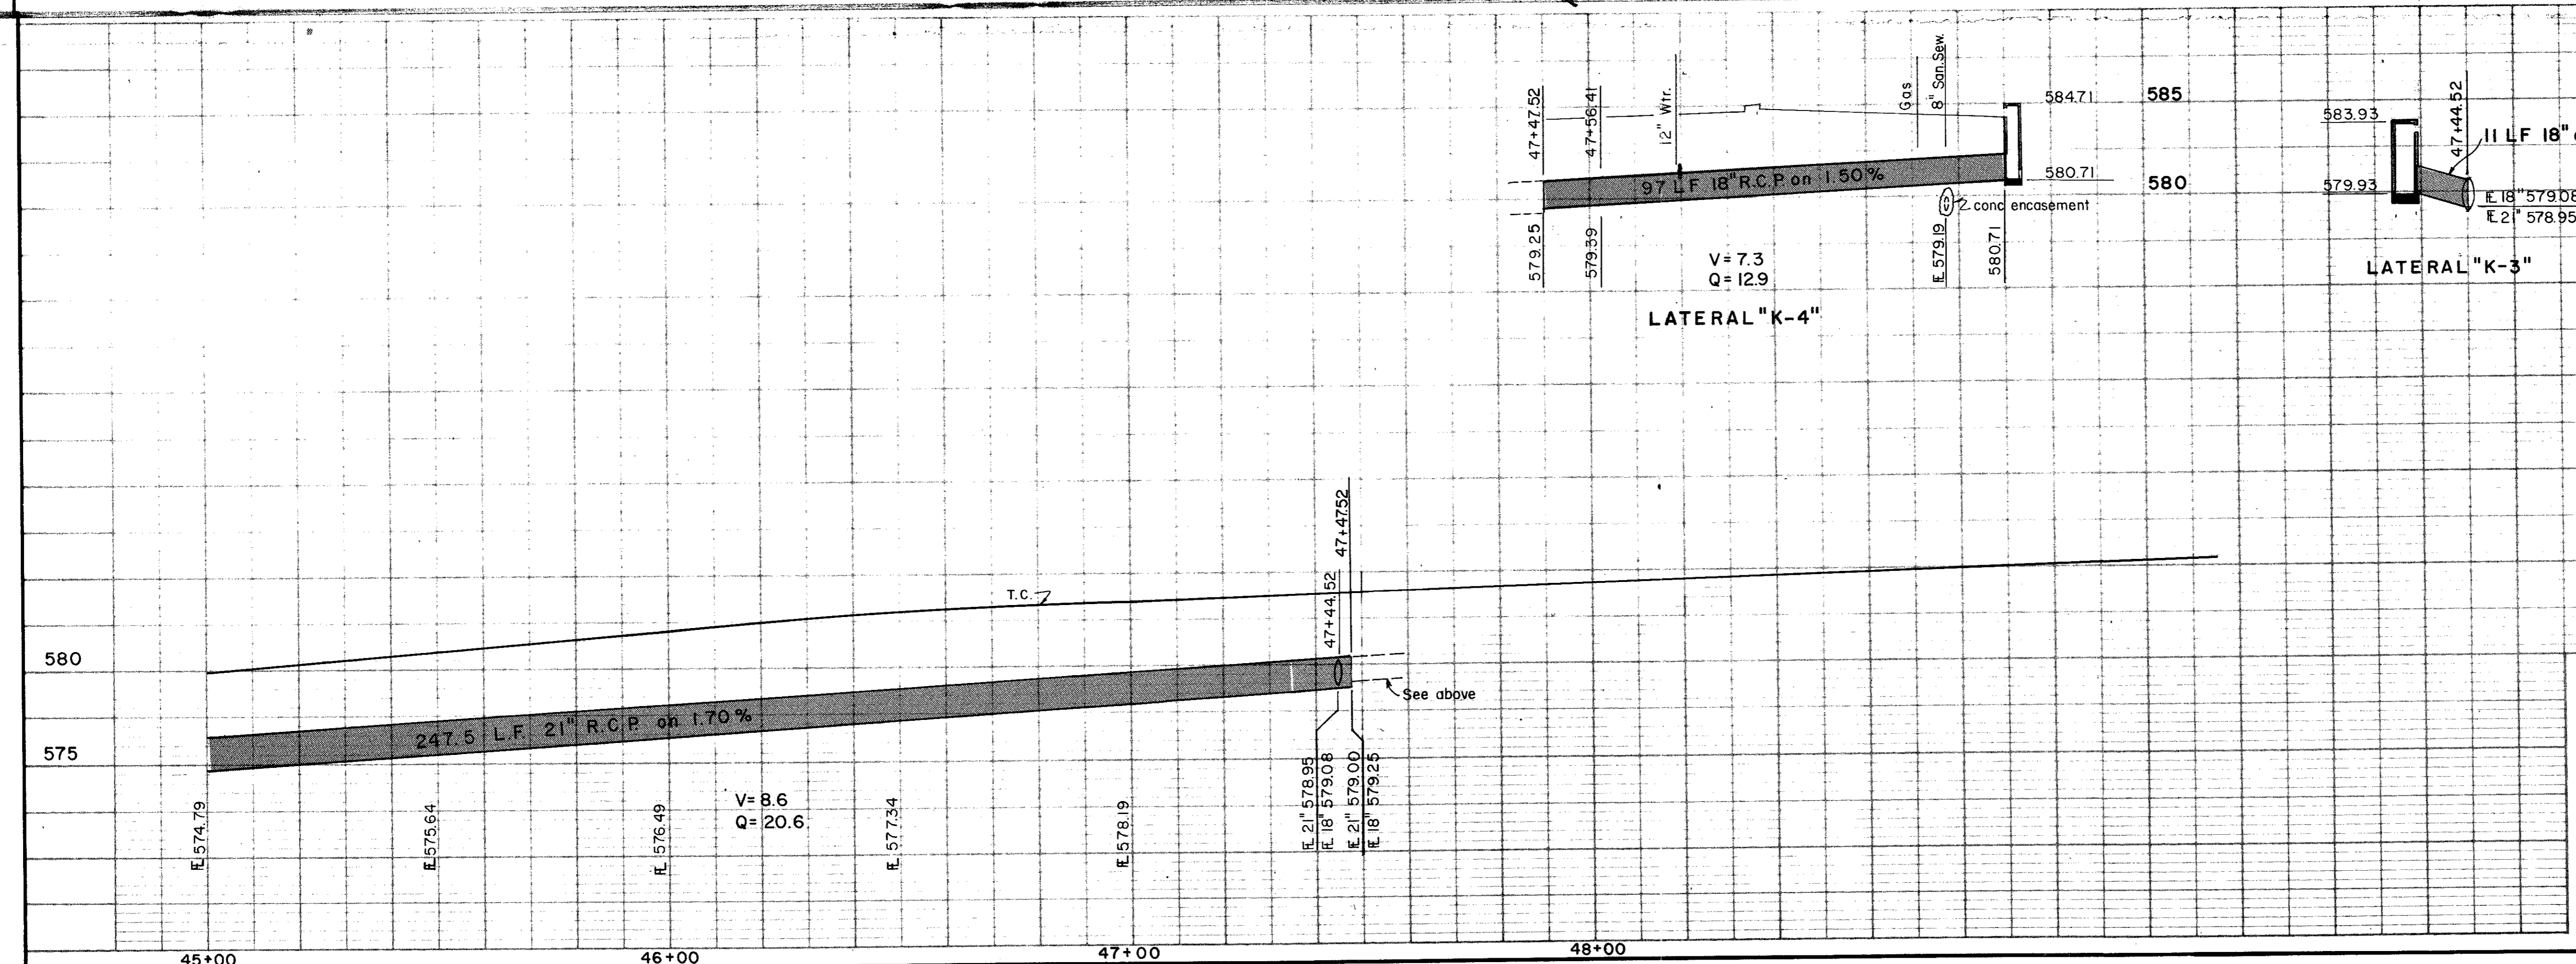 47+47.52
47+56.41
12" Wtr.
Gas
8" San. Sew.
584.71
585
97 LF 18" R.C.P. on 1.50%
580.71
580
conc encasement
579.25
579.39
FL 579.19
580.71
V = 7.3
Q = 12.9
LATERAL "K-4"
583.93
47+44.52
11 LF 18"
579.93
FL 18" 579.08
FL 21" 578.95
LATERAL "K-3"
47+44.52
47+47.52
T.C.
580
See above
247.5 L.F. 21" R.C.P. on 1.70%
575
FL 574.79
FL 575.64
FL 576.49
V= 8.6
Q= 20.6
FL 577.34
FL 578.19
FL 21" 578.95
FL 18" 579.08
FL 21" 579.00
FL 18" 579.25
45+00
46+00
47+00
48+00